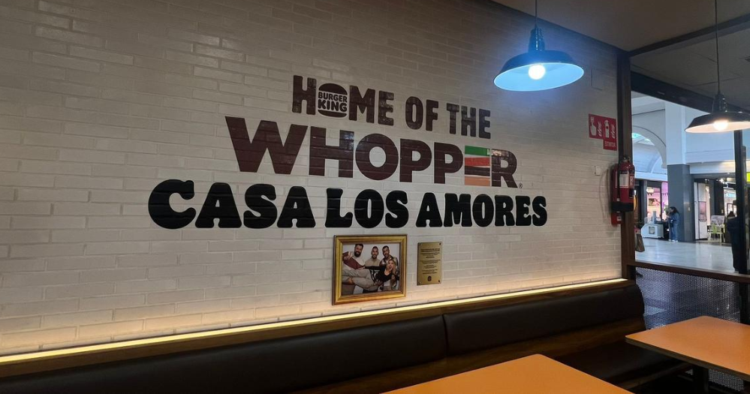 HOME OF THE
BURGER
KING
WHOPPER
CASA LOS AMORES